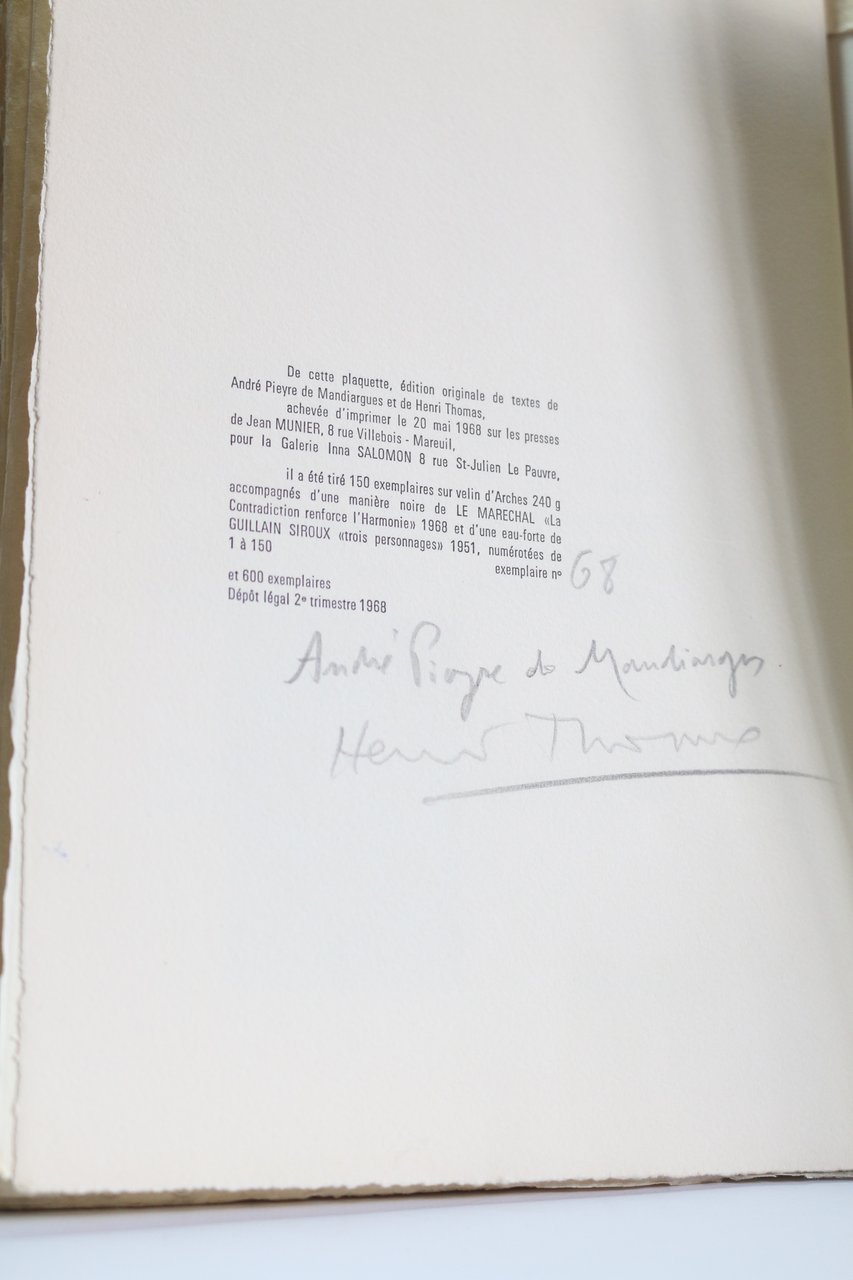 De cette plaquette, édition originale de textes de
André Pieyre de Mandiargues et de Henri Thomas,
achevée d'imprimer le 20 mai 1968 sur les presses
de Jean MUNIER, 8 rue Villebois - Mareuil,
pour la Galerie Inna SALOMON 8 rue St-Julien Le Pauvre,
il a été tiré 150 exemplaires sur velin d'Arches 240 g
accompagnés d'une manière noire de LE MARECHAL «La
Contradiction renforce l'Harmonie» 1968 et d'une eau-forte de
GUILLAIN SIROUX «trois personnages» 1951, numérotées de
1 à 150
exemplaire nº 68
et 600 exemplaires
Dépôt légal 2e trimestre 1968
André Pieyre de Mandiargues
Henri Thomas